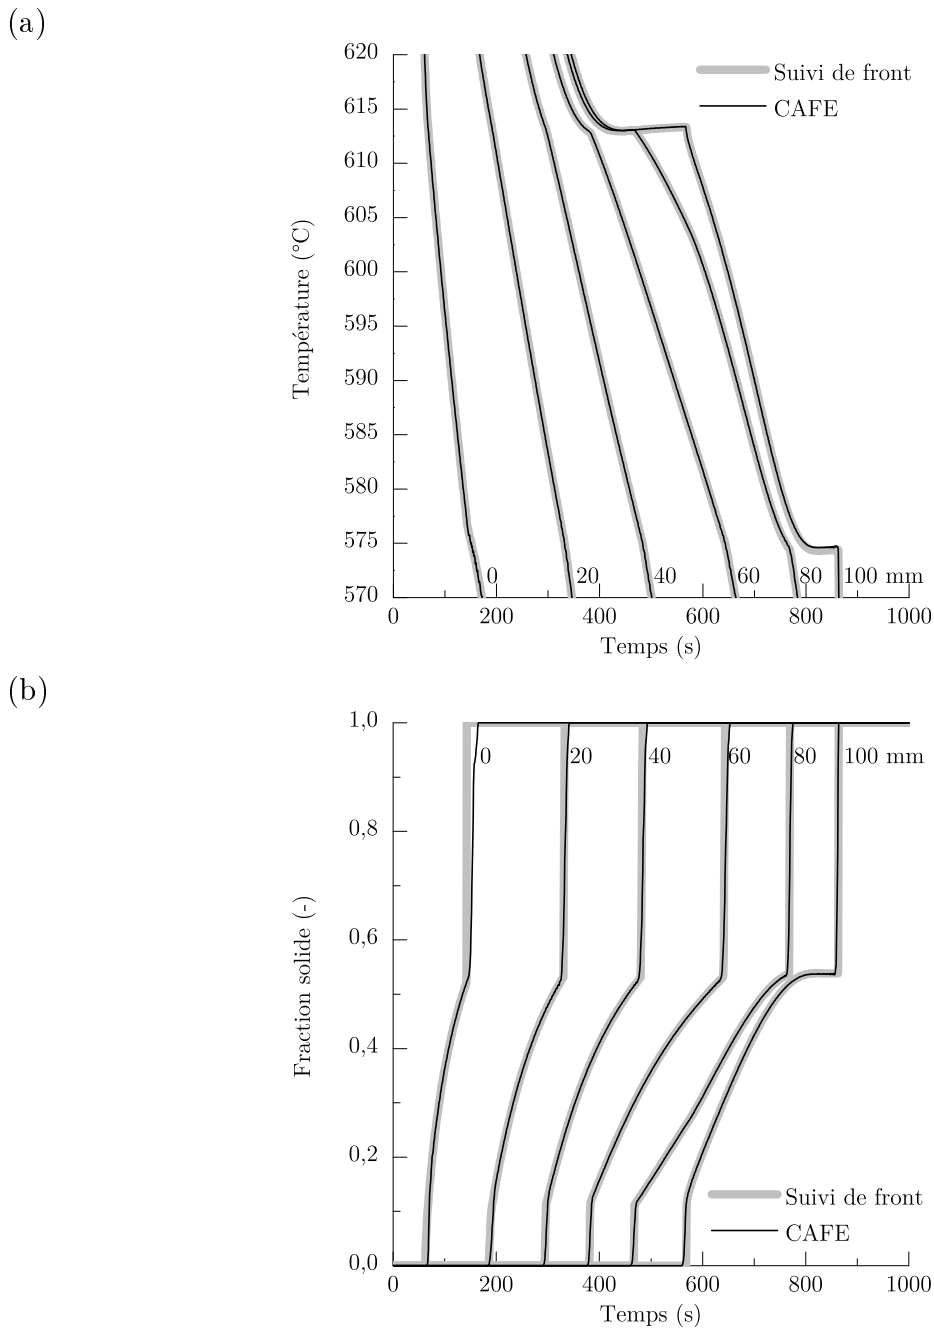 (a)
620
615
610
605
600
595
590
585
580
575
570
Température (°C)
Suivi de front
CAFE
0 20 40 60 80 100 mm
0 200 400 600 800 1000
Temps (s)
(b)
1,0
0,8
0,6
0,4
0,2
0,0
Fraction solide (-)
0 20 40 60 80 100 mm
Suivi de front
CAFE
0 200 400 600 800 1000
Temps (s)